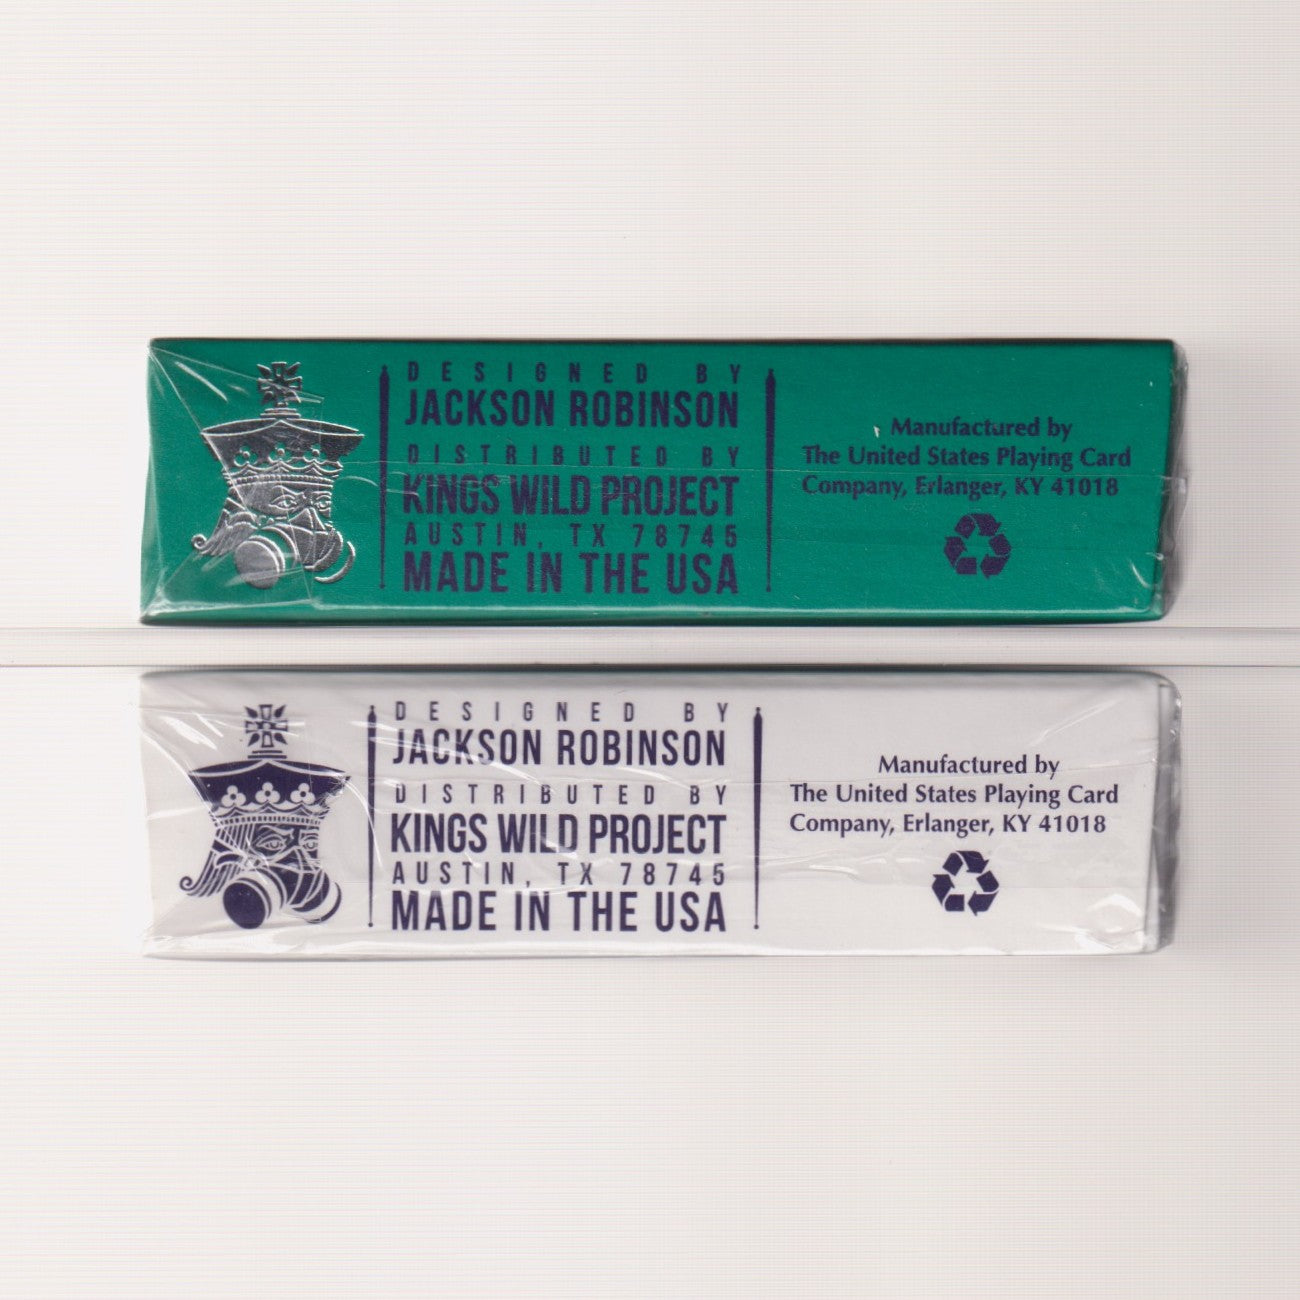 DESIGNED BY
JACKSON ROBINSON
DISTRIBUTED BY
KINGS WILD PROJECT
AUSTIN, TX 78745
MADE IN THE USA
Manufactured by
The United States Playing Card
Company, Erlanger, KY 41018
DESIGNED BY
JACKSON ROBINSON
DISTRIBUTED BY
KINGS WILD PROJECT
AUSTIN, TX 78745
MADE IN THE USA
Manufactured by
The United States Playing Card
Company, Erlanger, KY 41018